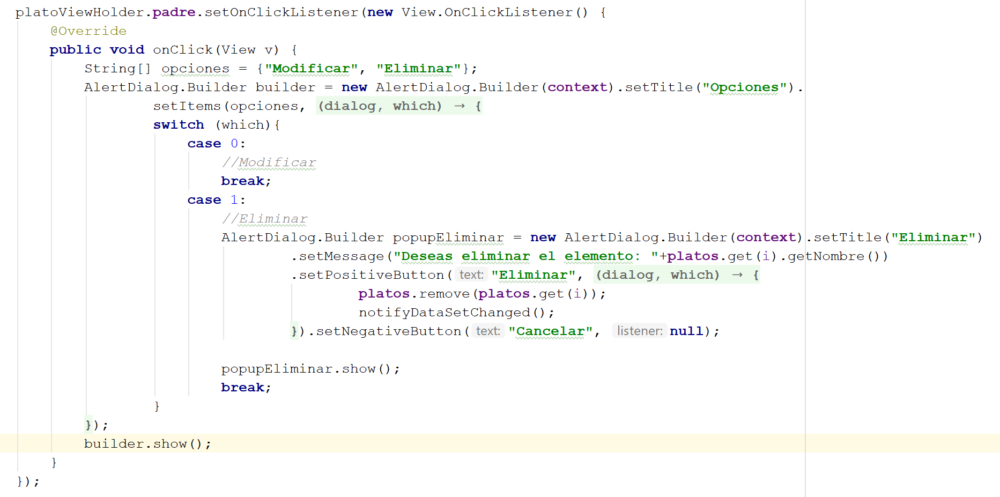 platoViewHolder.padre.setOnClickListener(new View.OnClickListener() {
@Override
public void onClick(View v) {
String[] opciones = {"Modificar", "Eliminar"};
AlertDialog.Builder builder = new AlertDialog.Builder(context).setTitle("Opciones").
setItems(opciones, (dialog, which) → {
switch (which){
case 0:
//Modificar
break;
case 1:
//Eliminar
AlertDialog.Builder popupEliminar = new AlertDialog.Builder(context).setTitle("Eliminar")
.setMessage("Deseas eliminar el elemento: "+platos.get(i).getNombre())
.setPositiveButton( text: "Eliminar", (dialog, which) → {
platos.remove(platos.get(i));
notifyDataSetChanged();
}).setNegativeButton( text: "Cancelar", listener: null);
popupEliminar.show();
break;
}
});
builder.show();
}
});